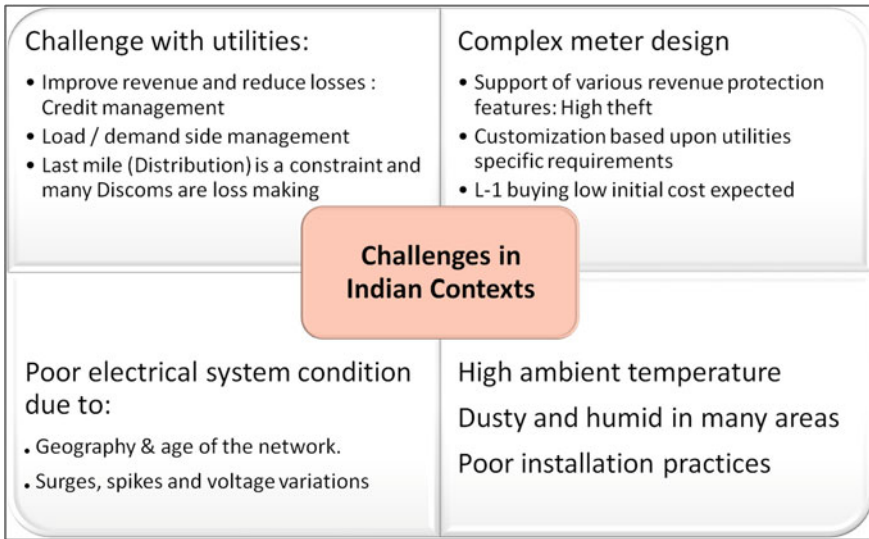 Challenge with utilities:
• Improve revenue and reduce losses :
Credit management
• Load / demand side management
• Last mile (Distribution) is a constraint and
many Discoms are loss making
Complex meter design
• Support of various revenue protection
features: High theft
• Customization based upon utilities
specific requirements
• L-1 buying low initial cost expected
Challenges in
Indian Contexts
Poor electrical system condition
due to:
• Geography & age of the network.
• Surges, spikes and voltage variations
High ambient temperature
Dusty and humid in many areas
Poor installation practices